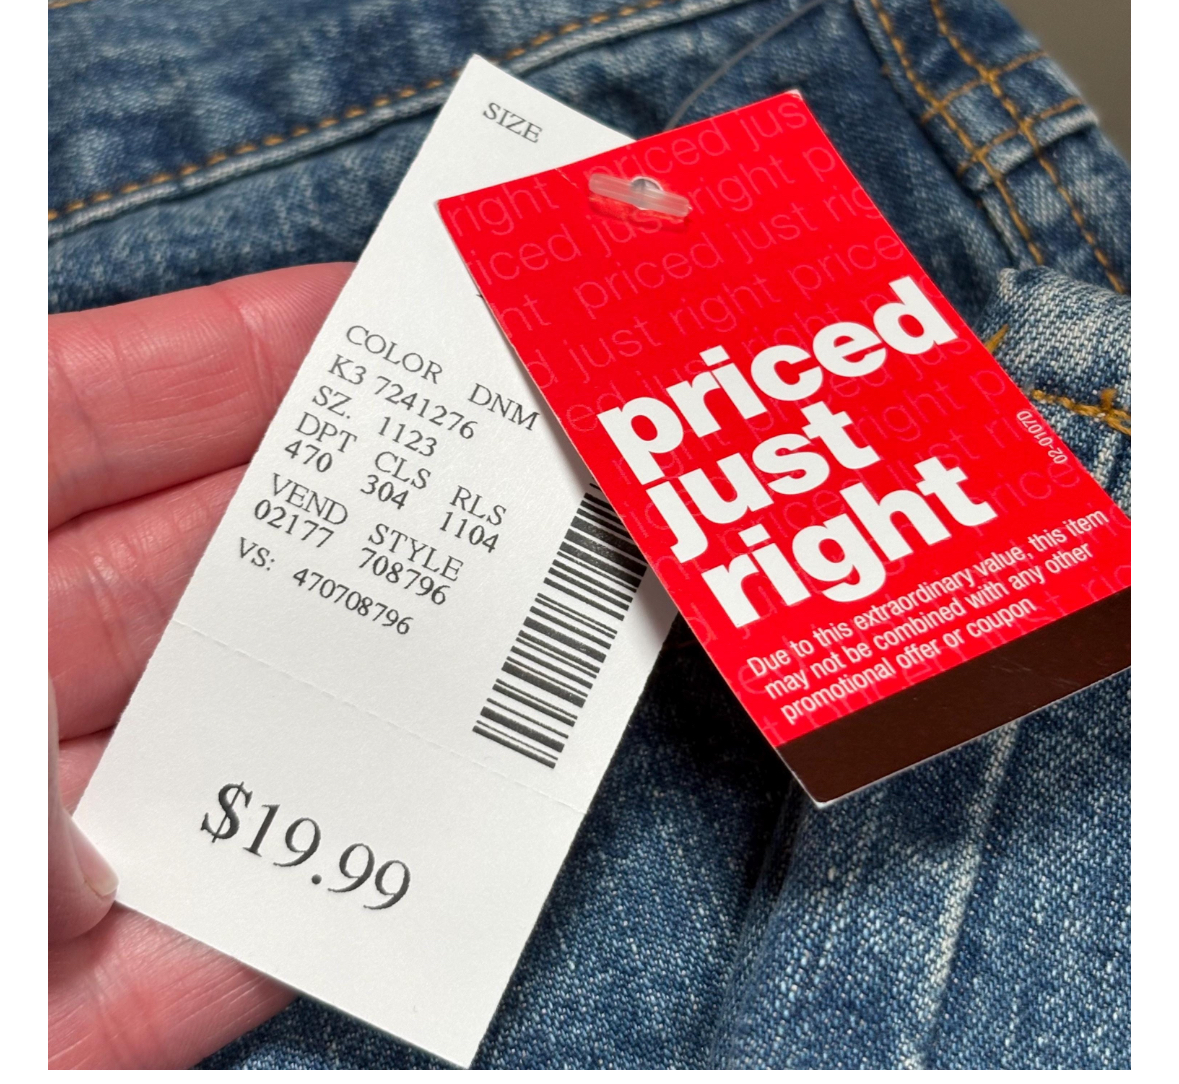 SIZE
COLOR DNM
K3 7241276
SZ. 1123
DPT CLS RLS
470 304 1104
VEND STYLE
02177 708796
VS: 470708796
$19.99
priced
just
right
02-01070
Due to this extraordinary value, this item
may not be combined with any other
promotional offer or coupon